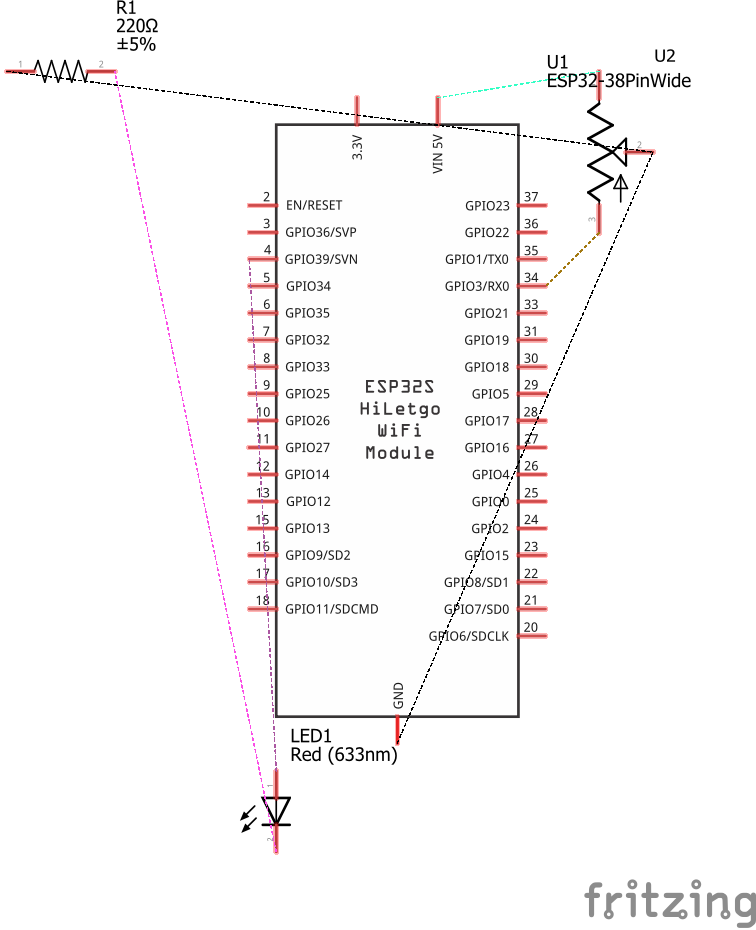 R1
220Ω
±5%
1
2
U1
U2
ESP32-38PinWide
2
3
3.3V
VIN 5V
2 EN/RESET GPIO23 37
3 GPIO36/SVP GPIO22 36
4 GPIO39/SVN GPIO1/TX0 35
5 GPIO34 GPIO3/RX0 34
6 GPIO35 GPIO21 33
7 GPIO32 GPIO19 31
8 GPIO33 GPIO18 30
9 GPIO25 GPIO5 29
10 GPIO26 GPIO17 28
11 GPIO27 GPIO16 27
12 GPIO14 GPIO4 26
13 GPIO12 GPIO0 25
15 GPIO13 GPIO2 24
16 GPIO9/SD2 GPIO15 23
17 GPIO10/SD3 GPIO8/SD1 22
18 GPIO11/SDCMD GPIO7/SD0 21
GPIO6/SDCLK 20
ESP32S
HiLetgo
WiFi
Module
GND
LED1
Red (633nm)
1
2
fritzing